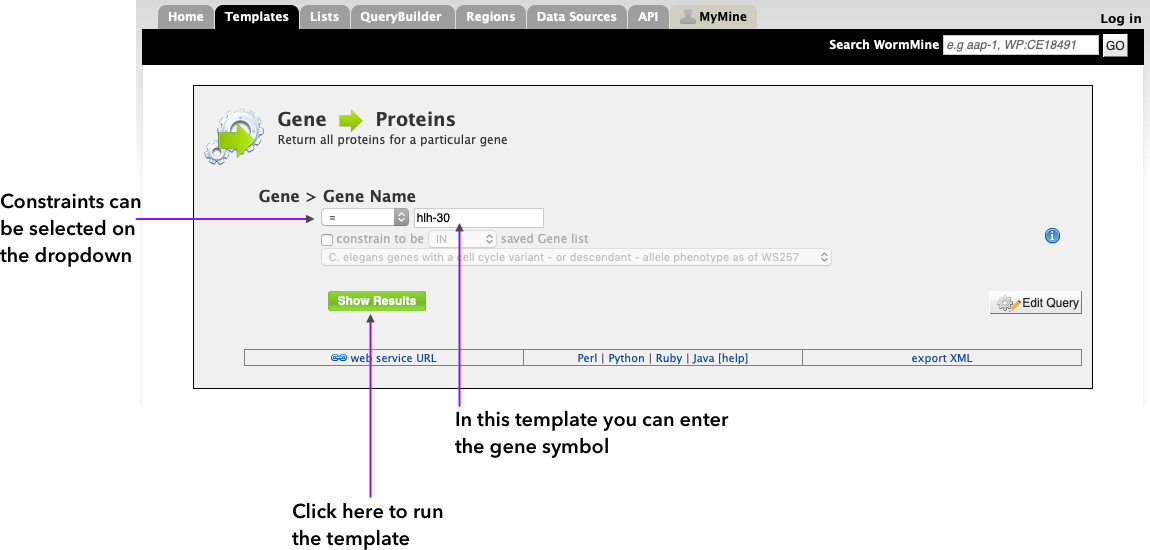 Home Templates Lists QueryBuilder Regions Data Sources API MyMine
Log in
Search WormMine e.g aap-1, WP:CE18491 GO
Gene Proteins
Return all proteins for a particular gene
Gene > Gene Name
Constraints can
be selected on
the dropdown
= hlh-30
constrain to be IN saved Gene list
C. elegans genes with a cell cycle variant - or descendant - allele phenotype as of WS257
i
Show Results
Edit Query
web service URL Perl | Python | Ruby | Java [help] export XML
In this template you can enter
the gene symbol
Click here to run
the template